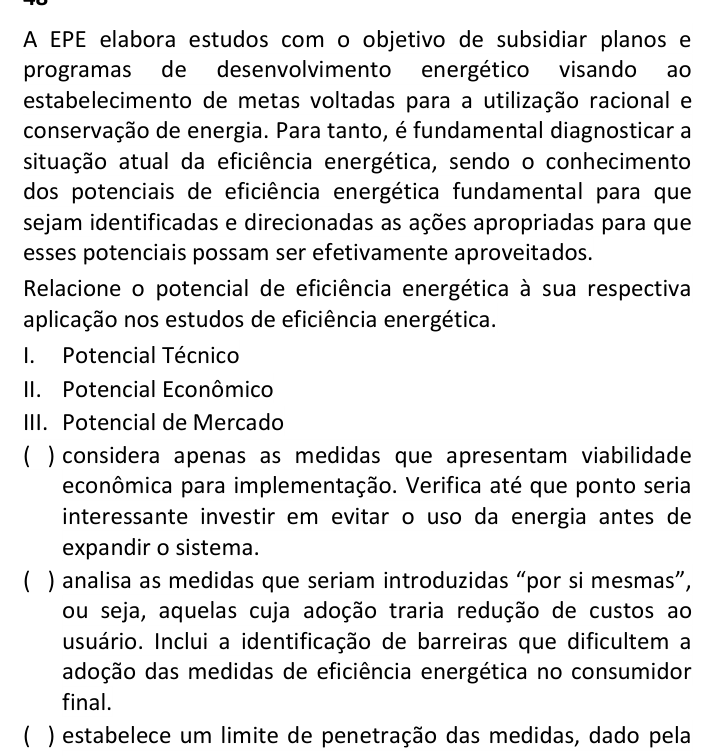 48
A EPE elabora estudos com o objetivo de subsidiar planos e
programas de desenvolvimento energético visando ao
estabelecimento de metas voltadas para a utilização racional e
conservação de energia. Para tanto, é fundamental diagnosticar a
situação atual da eficiência energética, sendo o conhecimento
dos potenciais de eficiência energética fundamental para que
sejam identificadas e direcionadas as ações apropriadas para que
esses potenciais possam ser efetivamente aproveitados.
Relacione o potencial de eficiência energética à sua respectiva
aplicação nos estudos de eficiência energética.
I. Potencial Técnico
II. Potencial Econômico
III. Potencial de Mercado
( ) considera apenas as medidas que apresentam viabilidade
econômica para implementação. Verifica até que ponto seria
interessante investir em evitar o uso da energia antes de
expandir o sistema.
( ) analisa as medidas que seriam introduzidas “por si mesmas”,
ou seja, aquelas cuja adoção traria redução de custos ao
usuário. Inclui a identificação de barreiras que dificultem a
adoção das medidas de eficiência energética no consumidor
final.
( ) estabelece um limite de penetração das medidas, dado pela